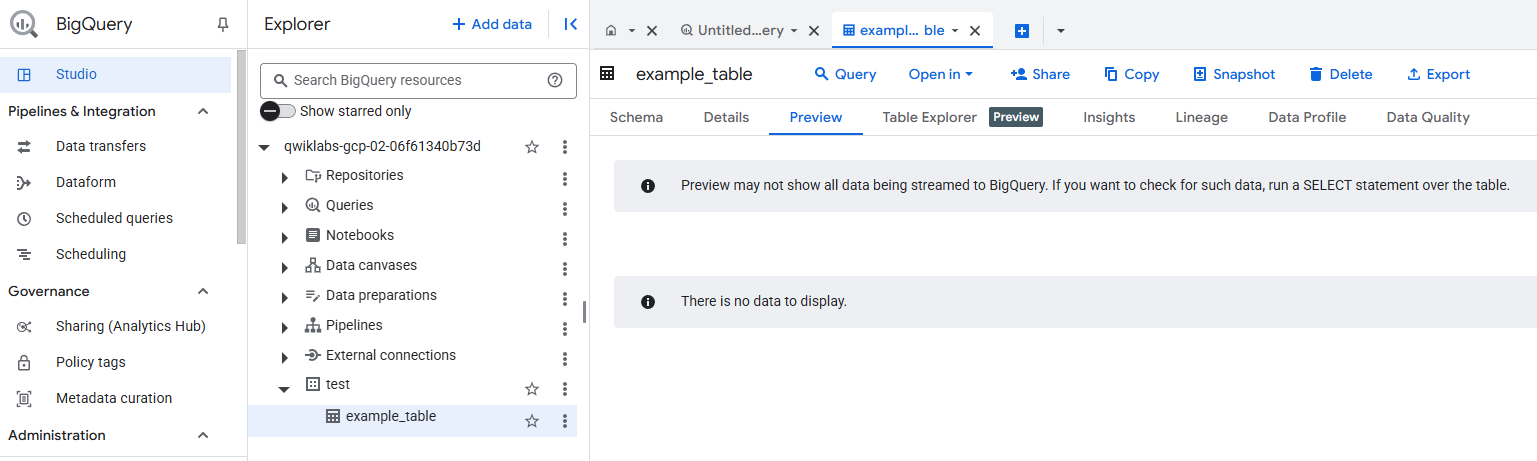 BigQuery
Studio
Pipelines & Integration
Data transfers
Dataform
Scheduled queries
Scheduling
Governance
Sharing (Analytics Hub)
Policy tags
Metadata curation
Administration
Explorer
+ Add data
Search BigQuery resources
Show starred only
qwiklabs-gcp-02-06f61340b73d
Repositories
Queries
Notebooks
Data canvases
Data preparations
Pipelines
External connections
test
example_table
Untitled...ery
exampl... ble
example_table
Query Open in Share Copy Snapshot Delete Export
Schema Details Preview Table Explorer Preview Insights Lineage Data Profile Data Quality
Preview may not show all data being streamed to BigQuery. If you want to check for such data, run a SELECT statement over the table.
There is no data to display.